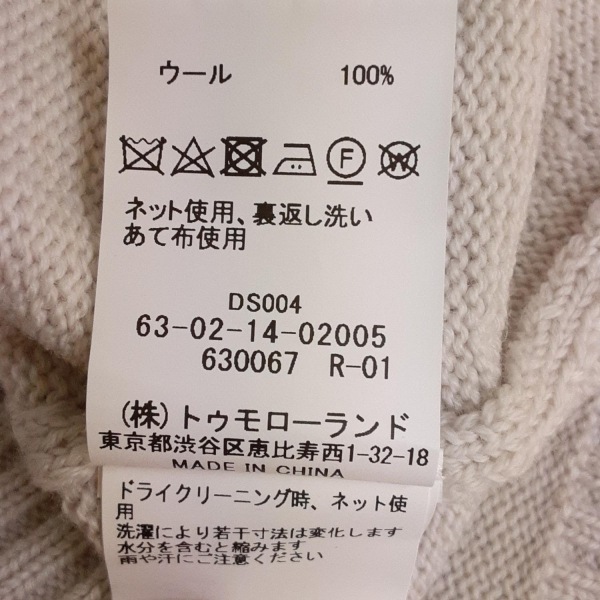 ウール 100%
F W
ネット使用、裏返し洗い
あて布使用
DS004
63-02-14-02005
630067 R-01
(株)トゥモローランド
東京都渋谷区恵比寿西1-32-18
MADE IN CHINA
ドライクリーニング時、ネット使
用
洗濯により若干寸法は変化します
水分を含むと縮みます
雨や汗にご注意ください